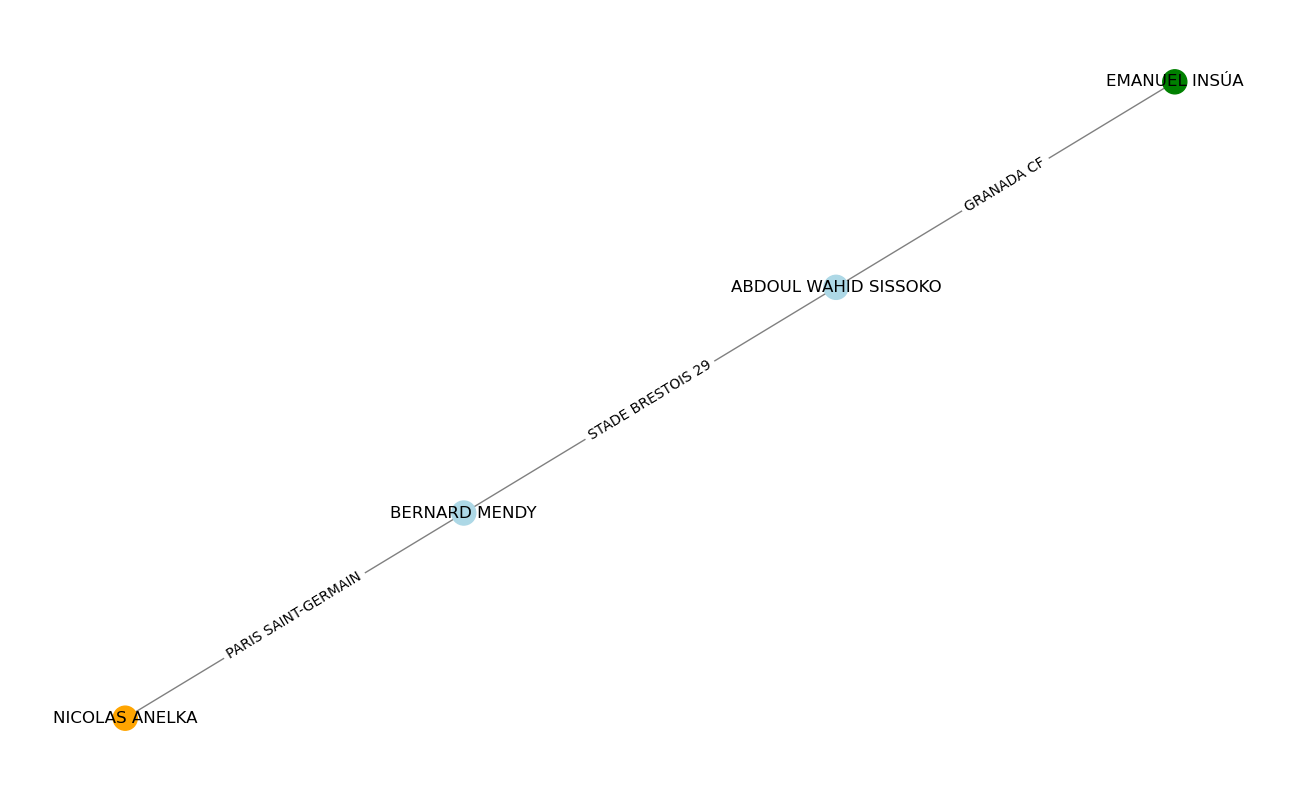 EMANUEL INSÚA
GRANADA CF
ABDOUL WAHID SISSOKO
STADE BRESTOIS 29
BERNARD MENDY
PARIS SAINT-GERMAIN
NICOLAS ANELKA